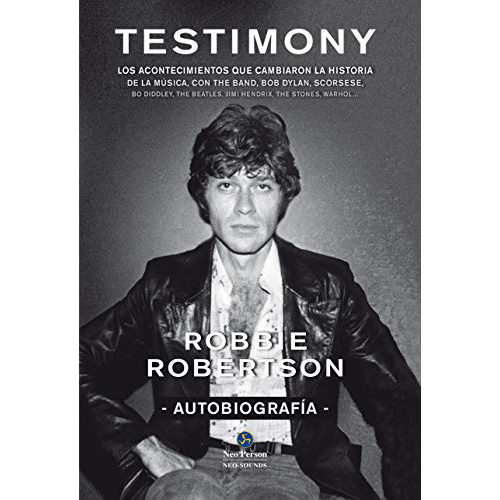 TESTIMONY
LOS ACONTECIMIENTOS QUE CAMBIARON LA HISTORIA
DE LA MÚSICA, CON THE BAND, BOB DYLAN, SCORSESE,
BO DIDDLEY, THE BEATLES, JIMI HENDRIX, THE STONES, WARHOL...
ROBBIE
ROBERTSON
- AUTOBIOGRAFÍA -
Neo Person
NEO-SOUNDS